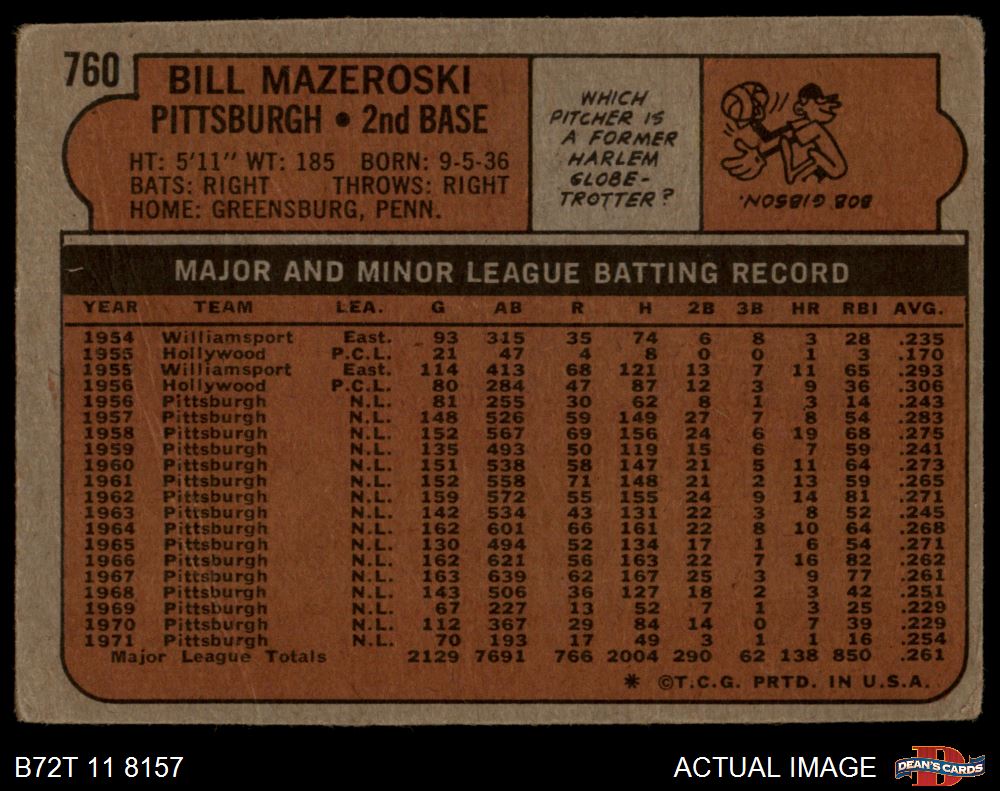 760
BILL MAZEROSKI
PITTSBURGH • 2nd BASE
HT: 5'11" WT: 185 BORN: 9-5-36
BATS: RIGHT THROWS: RIGHT
HOME: GREENSBURG, PENN.
WHICH
PITCHER IS
A FORMER
HARLEM
GLOBE-
TROTTER?
BOB GIBSON.
MAJOR AND MINOR LEAGUE BATTING RECORD
YEAR TEAM LEA. G AB R H 2B 3B HR RBI AVG.
1954 Williamsport East. 93 315 35 74 6 8 3 28 .235
1955 Hollywood P.C.L. 21 47 4 8 0 0 1 3 .170
1955 Williamsport East. 114 413 68 121 13 7 11 65 .293
1956 Hollywood P.C.L. 80 284 47 87 12 3 9 36 .306
1956 Pittsburgh N.L. 81 255 30 62 8 1 3 14 .243
1957 Pittsburgh N.L. 148 526 59 149 27 7 8 54 .283
1958 Pittsburgh N.L. 152 567 69 156 24 6 19 68 .275
1959 Pittsburgh N.L. 135 493 50 119 15 6 7 59 .241
1960 Pittsburgh N.L. 151 538 58 147 21 5 11 64 .273
1961 Pittsburgh N.L. 152 558 71 148 21 2 13 59 .265
1962 Pittsburgh N.L. 159 572 55 155 24 9 14 81 .271
1963 Pittsburgh N.L. 142 534 43 131 22 3 8 52 .245
1964 Pittsburgh N.L. 162 601 66 161 22 8 10 64 .268
1965 Pittsburgh N.L. 130 494 52 134 17 1 6 54 .271
1966 Pittsburgh N.L. 162 621 56 163 22 7 16 82 .262
1967 Pittsburgh N.L. 163 639 62 167 25 3 9 77 .261
1968 Pittsburgh N.L. 143 506 36 127 18 2 3 42 .251
1969 Pittsburgh N.L. 67 227 13 52 7 1 3 25 .229
1970 Pittsburgh N.L. 112 367 29 84 14 0 7 39 .229
1971 Pittsburgh N.L. 70 193 17 49 3 1 1 16 .254
Major League Totals 2129 7691 766 2004 290 62 138 850 .261
* ©T.C.G. PRTD. IN U.S.A.
B72T 11 8157
ACTUAL IMAGE
D
DEAN'S CARDS